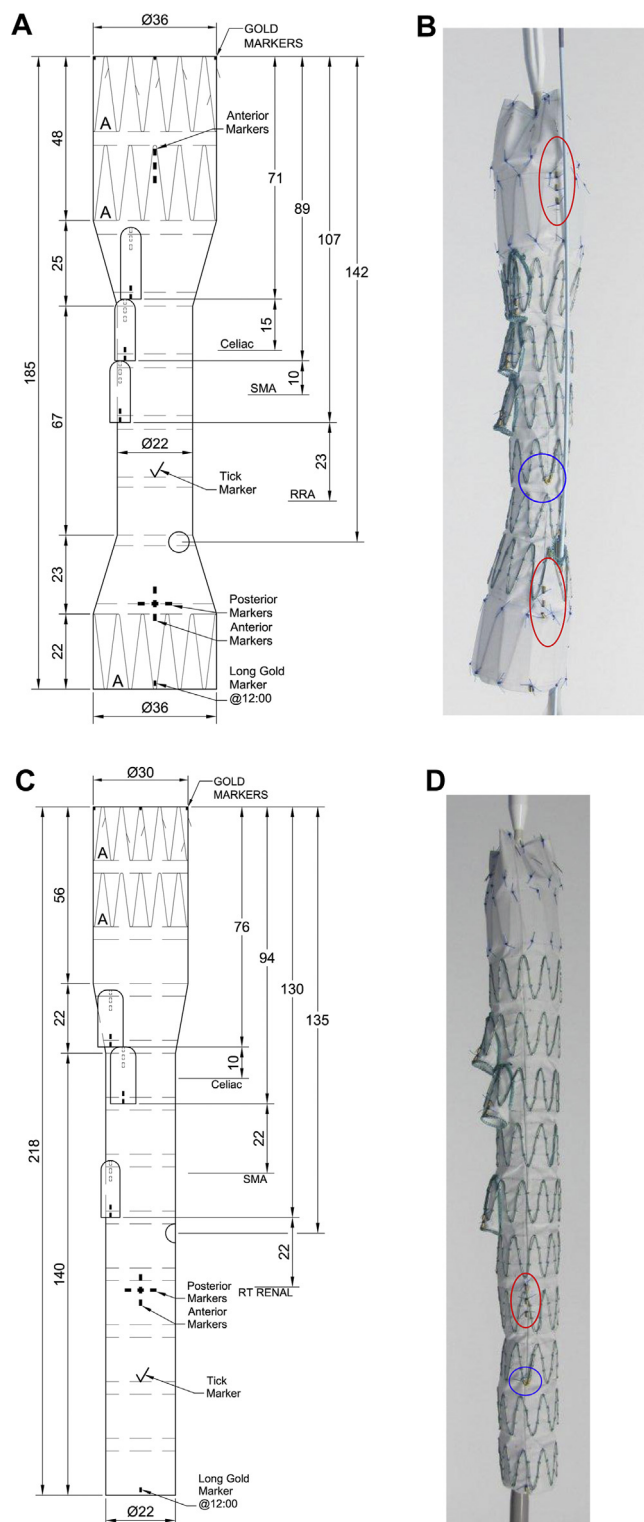 A
Ø36
GOLD
MARKERS
B
A
Anterior
Markers
48
71
A
89
107
25
142
15
Celiac
185
10
SMA
67
Ø22
23
Tick
Marker
RRA
23
Posterior
Markers
Anterior
Markers
22
A
Long Gold
Marker
@12:00
Ø36
C
Ø30
GOLD
MARKERS
D
A
56
A
76
94
130
135
22
10
Celiac
218
22
SMA
22
140
Posterior
Markers
RT RENAL
Anterior
Markers
Tick
Marker
Long Gold
Marker
@12:00
Ø22